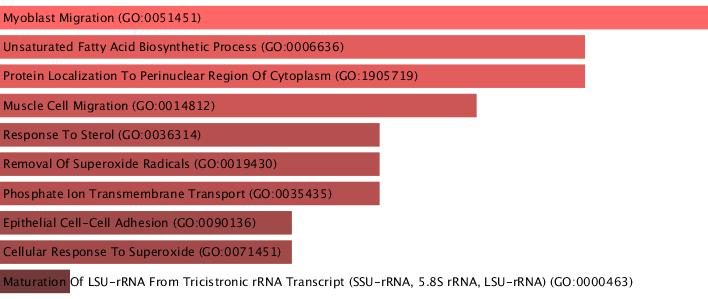 Myoblast Migration (GO:0051451)
Unsaturated Fatty Acid Biosynthetic Process (GO:0006636)
Protein Localization To Perinuclear Region Of Cytoplasm (GO:1905719)
Muscle Cell Migration (GO:0014812)
Response To Sterol (GO:0036314)
Removal Of Superoxide Radicals (GO:0019430)
Phosphate Ion Transmembrane Transport (GO:0035435)
Epithelial Cell-Cell Adhesion (GO:0090136)
Cellular Response To Superoxide (GO:0071451)
Maturation Of LSU-rRNA From Tricistronic rRNA Transcript (SSU-rRNA, 5.8S rRNA, LSU-rRNA) (GO:0000463)